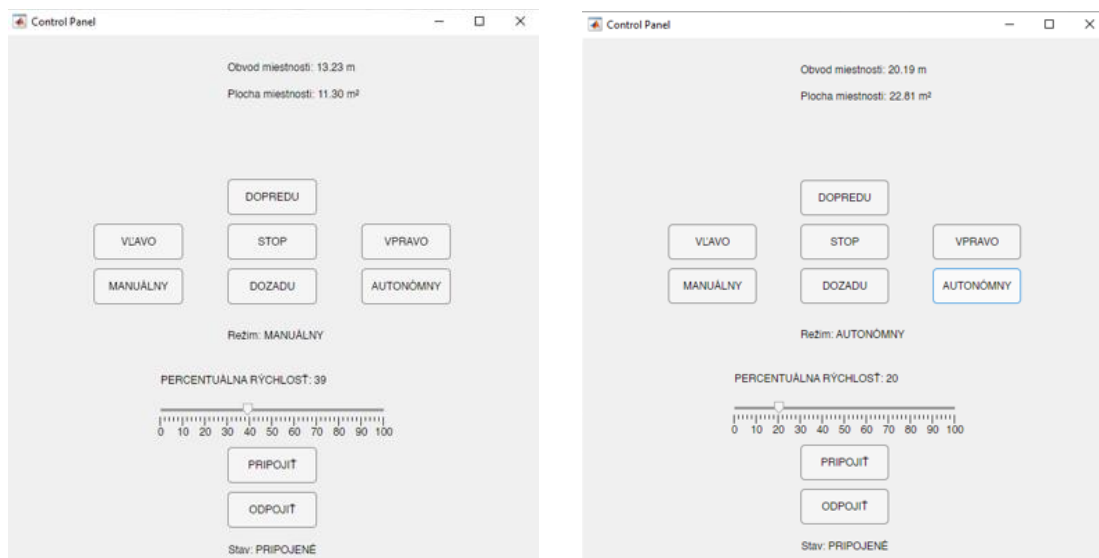 Control Panel
Obvod miestnosti: 13.23 m
Plocha miestnosti: 11.30 m²
DOPREDU
VĽAVO STOP VPRAVO
MANUÁLNY DOZADU AUTONÓMNY
Režim: MANUÁLNY
PERCENTUÁLNA RÝCHLOSŤ: 39
0 10 20 30 40 50 60 70 80 90 100
PRIPOJIŤ
ODPOJIŤ
Stav: PRIPOJENÉ
Control Panel
Obvod miestnosti: 20.19 m
Plocha miestnosti: 22.81 m²
DOPREDU
VĽAVO STOP VPRAVO
MANUÁLNY DOZADU AUTONÓMNY
Režim: AUTONÓMNY
PERCENTUÁLNA RÝCHLOSŤ: 20
0 10 20 30 40 50 60 70 80 90 100
PRIPOJIŤ
ODPOJIŤ
Stav: PRIPOJENÉ